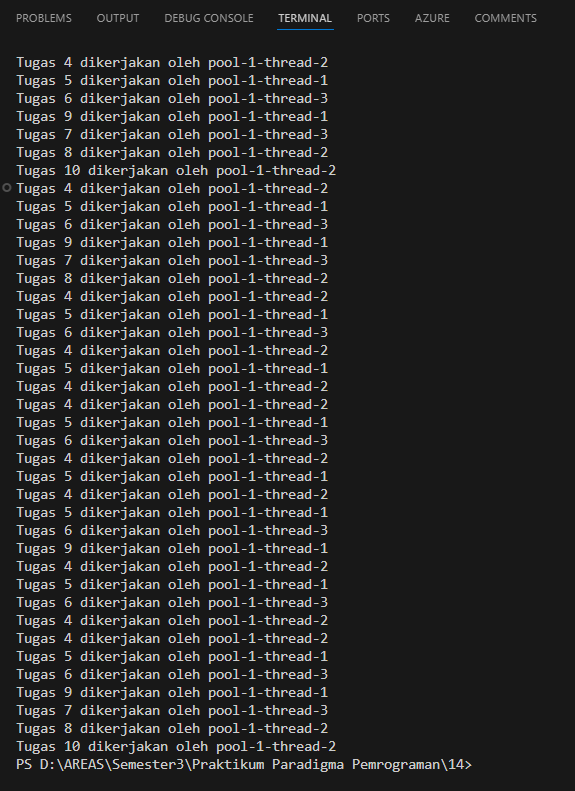 PROBLEMS OUTPUT DEBUG CONSOLE TERMINAL PORTS AZURE COMMENTS
Tugas 4 dikerjakan oleh pool-1-thread-2
Tugas 5 dikerjakan oleh pool-1-thread-1
Tugas 6 dikerjakan oleh pool-1-thread-3
Tugas 9 dikerjakan oleh pool-1-thread-1
Tugas 7 dikerjakan oleh pool-1-thread-3
Tugas 8 dikerjakan oleh pool-1-thread-2
Tugas 10 dikerjakan oleh pool-1-thread-2
Tugas 4 dikerjakan oleh pool-1-thread-2
Tugas 5 dikerjakan oleh pool-1-thread-1
Tugas 6 dikerjakan oleh pool-1-thread-3
Tugas 9 dikerjakan oleh pool-1-thread-1
Tugas 7 dikerjakan oleh pool-1-thread-3
Tugas 8 dikerjakan oleh pool-1-thread-2
Tugas 4 dikerjakan oleh pool-1-thread-2
Tugas 5 dikerjakan oleh pool-1-thread-1
Tugas 6 dikerjakan oleh pool-1-thread-3
Tugas 4 dikerjakan oleh pool-1-thread-2
Tugas 5 dikerjakan oleh pool-1-thread-1
Tugas 4 dikerjakan oleh pool-1-thread-2
Tugas 4 dikerjakan oleh pool-1-thread-2
Tugas 5 dikerjakan oleh pool-1-thread-1
Tugas 6 dikerjakan oleh pool-1-thread-3
Tugas 4 dikerjakan oleh pool-1-thread-2
Tugas 5 dikerjakan oleh pool-1-thread-1
Tugas 4 dikerjakan oleh pool-1-thread-2
Tugas 5 dikerjakan oleh pool-1-thread-1
Tugas 6 dikerjakan oleh pool-1-thread-3
Tugas 9 dikerjakan oleh pool-1-thread-1
Tugas 4 dikerjakan oleh pool-1-thread-2
Tugas 5 dikerjakan oleh pool-1-thread-1
Tugas 6 dikerjakan oleh pool-1-thread-3
Tugas 4 dikerjakan oleh pool-1-thread-2
Tugas 4 dikerjakan oleh pool-1-thread-2
Tugas 5 dikerjakan oleh pool-1-thread-1
Tugas 6 dikerjakan oleh pool-1-thread-3
Tugas 9 dikerjakan oleh pool-1-thread-1
Tugas 7 dikerjakan oleh pool-1-thread-3
Tugas 8 dikerjakan oleh pool-1-thread-2
Tugas 10 dikerjakan oleh pool-1-thread-2
PS D:\AREAS\Semester3\Praktikum Paradigma Pemrograman\14>